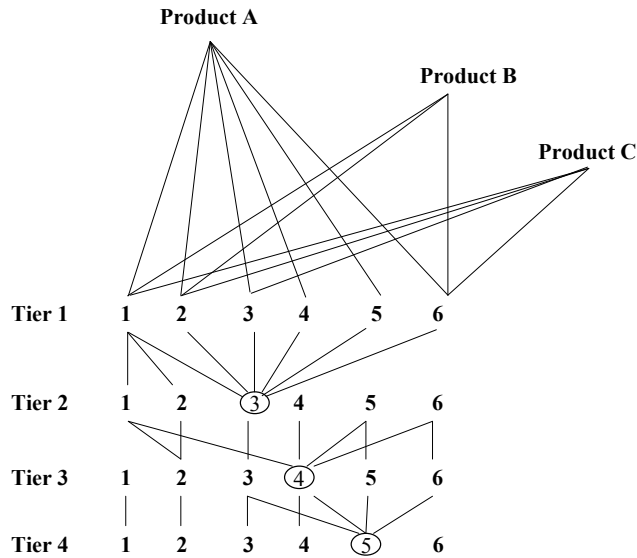 Product A
Product B
Product C
Tier 1 1 2 3 4 5 6
Tier 2 1 2 3 4 5 6
Tier 3 1 2 3 4 5 6
Tier 4 1 2 3 4 5 6